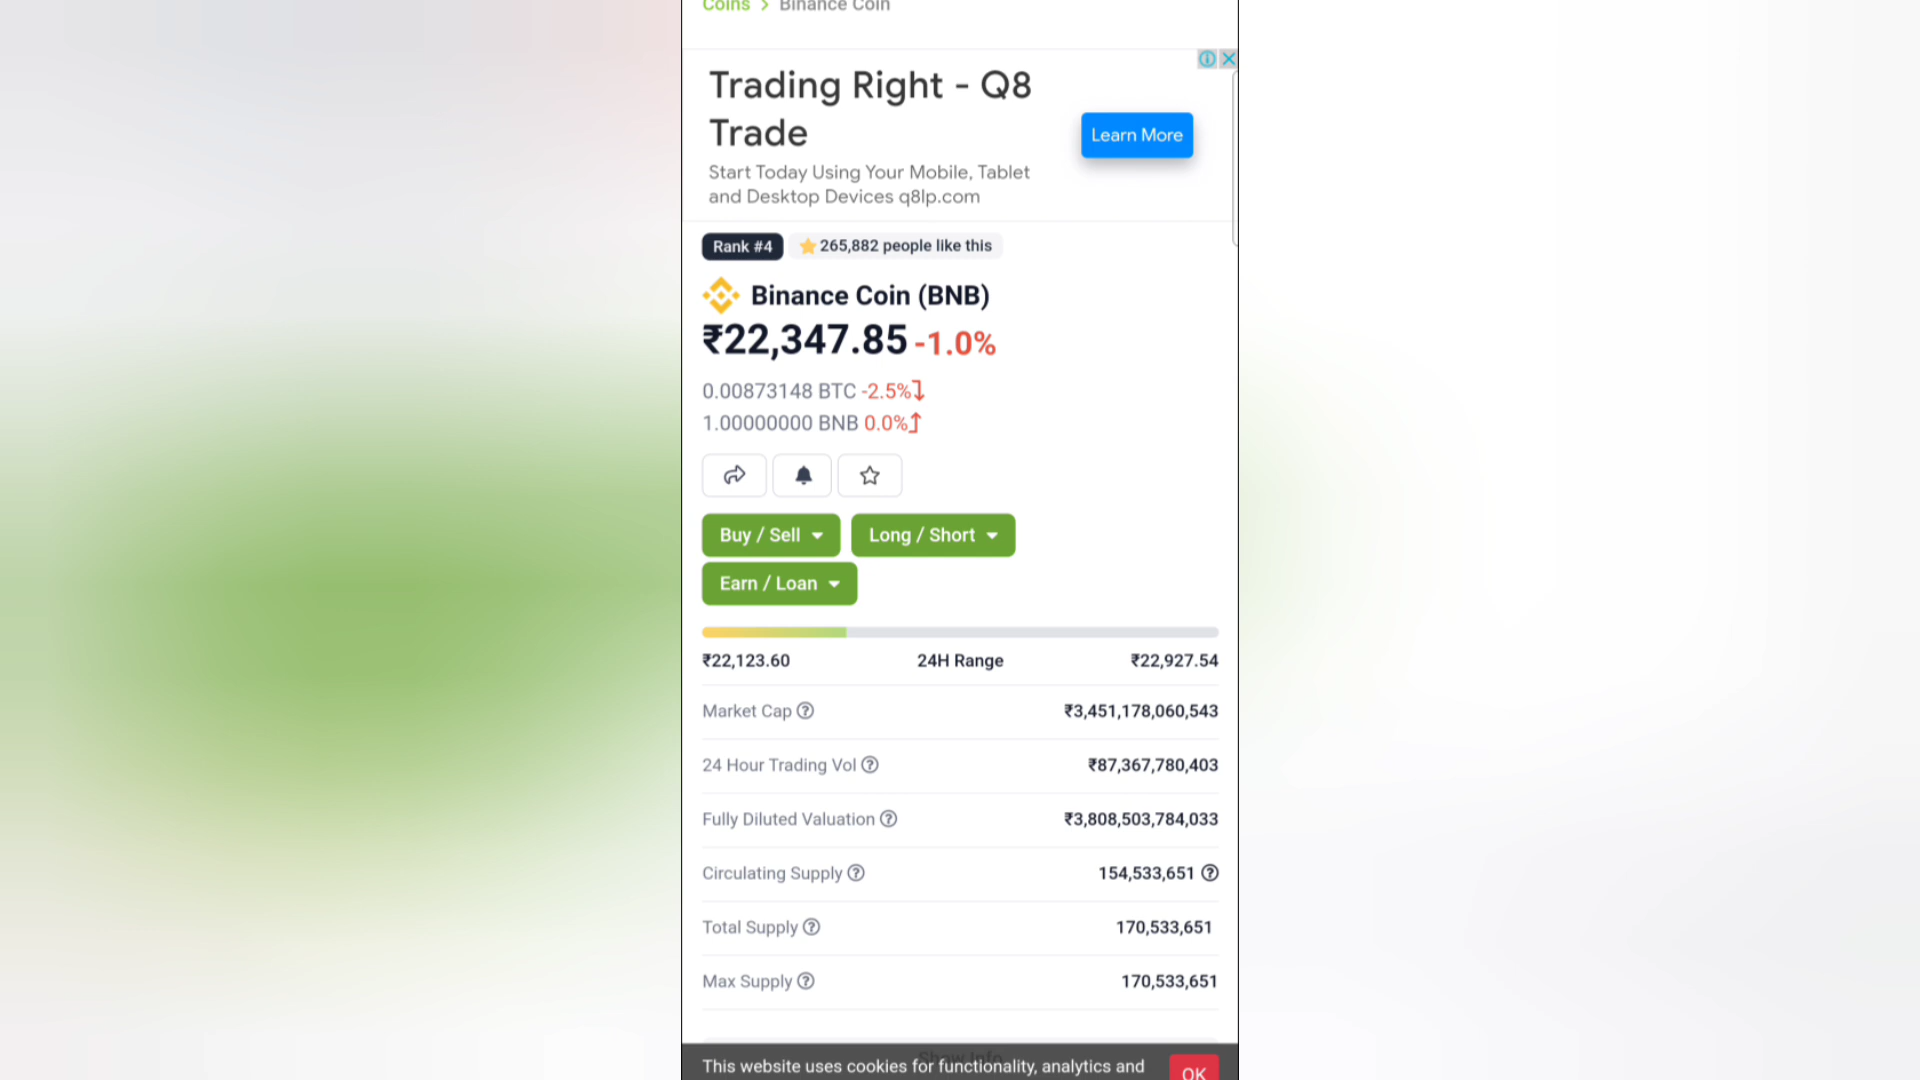 Coins > Binance Coin
Trading Right - Q8
Trade
Learn More
Start Today Using Your Mobile, Tablet
and Desktop Devices q8lp.com
Rank #4 265,882 people like this
Binance Coin (BNB)
₹22,347.85 -1.0%
0.00873148 BTC -2.5%
1.00000000 BNB 0.0%
Buy / Sell Long / Short
Earn / Loan
₹22,123.60 24H Range ₹22,927.54
Market Cap ₹3,451,178,060,543
24 Hour Trading Vol ₹87,367,780,403
Fully Diluted Valuation ₹3,808,503,784,033
Circulating Supply 154,533,651
Total Supply 170,533,651
Max Supply 170,533,651
Show Info
This website uses cookies for functionality, analytics and
OK